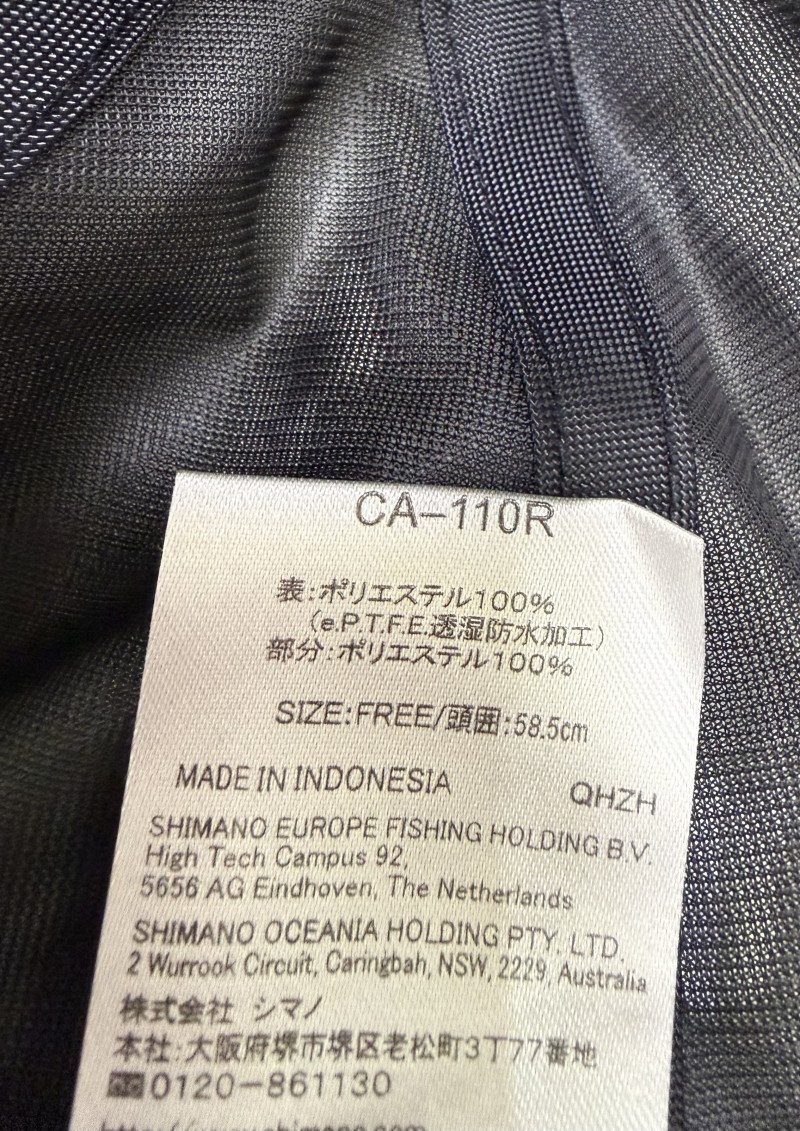 CA-110R
表:ポリエステル100%
(e.P.T.F.E.透湿防水加工)
部分:ポリエステル100%
SIZE:FREE/頭囲:58.5cm
MADE IN INDONESIA QHZH
SHIMANO EUROPE FISHING HOLDING B.V.
High Tech Campus 92,
5656 AG Eindhoven, The Netherlands
SHIMANO OCEANIA HOLDING PTY. LTD.
2 Wurrook Circuit, Caringbah, NSW, 2229, Australia
株式会社 シマノ
本社:大阪府堺市堺区老松町3丁77番地
0120-861130